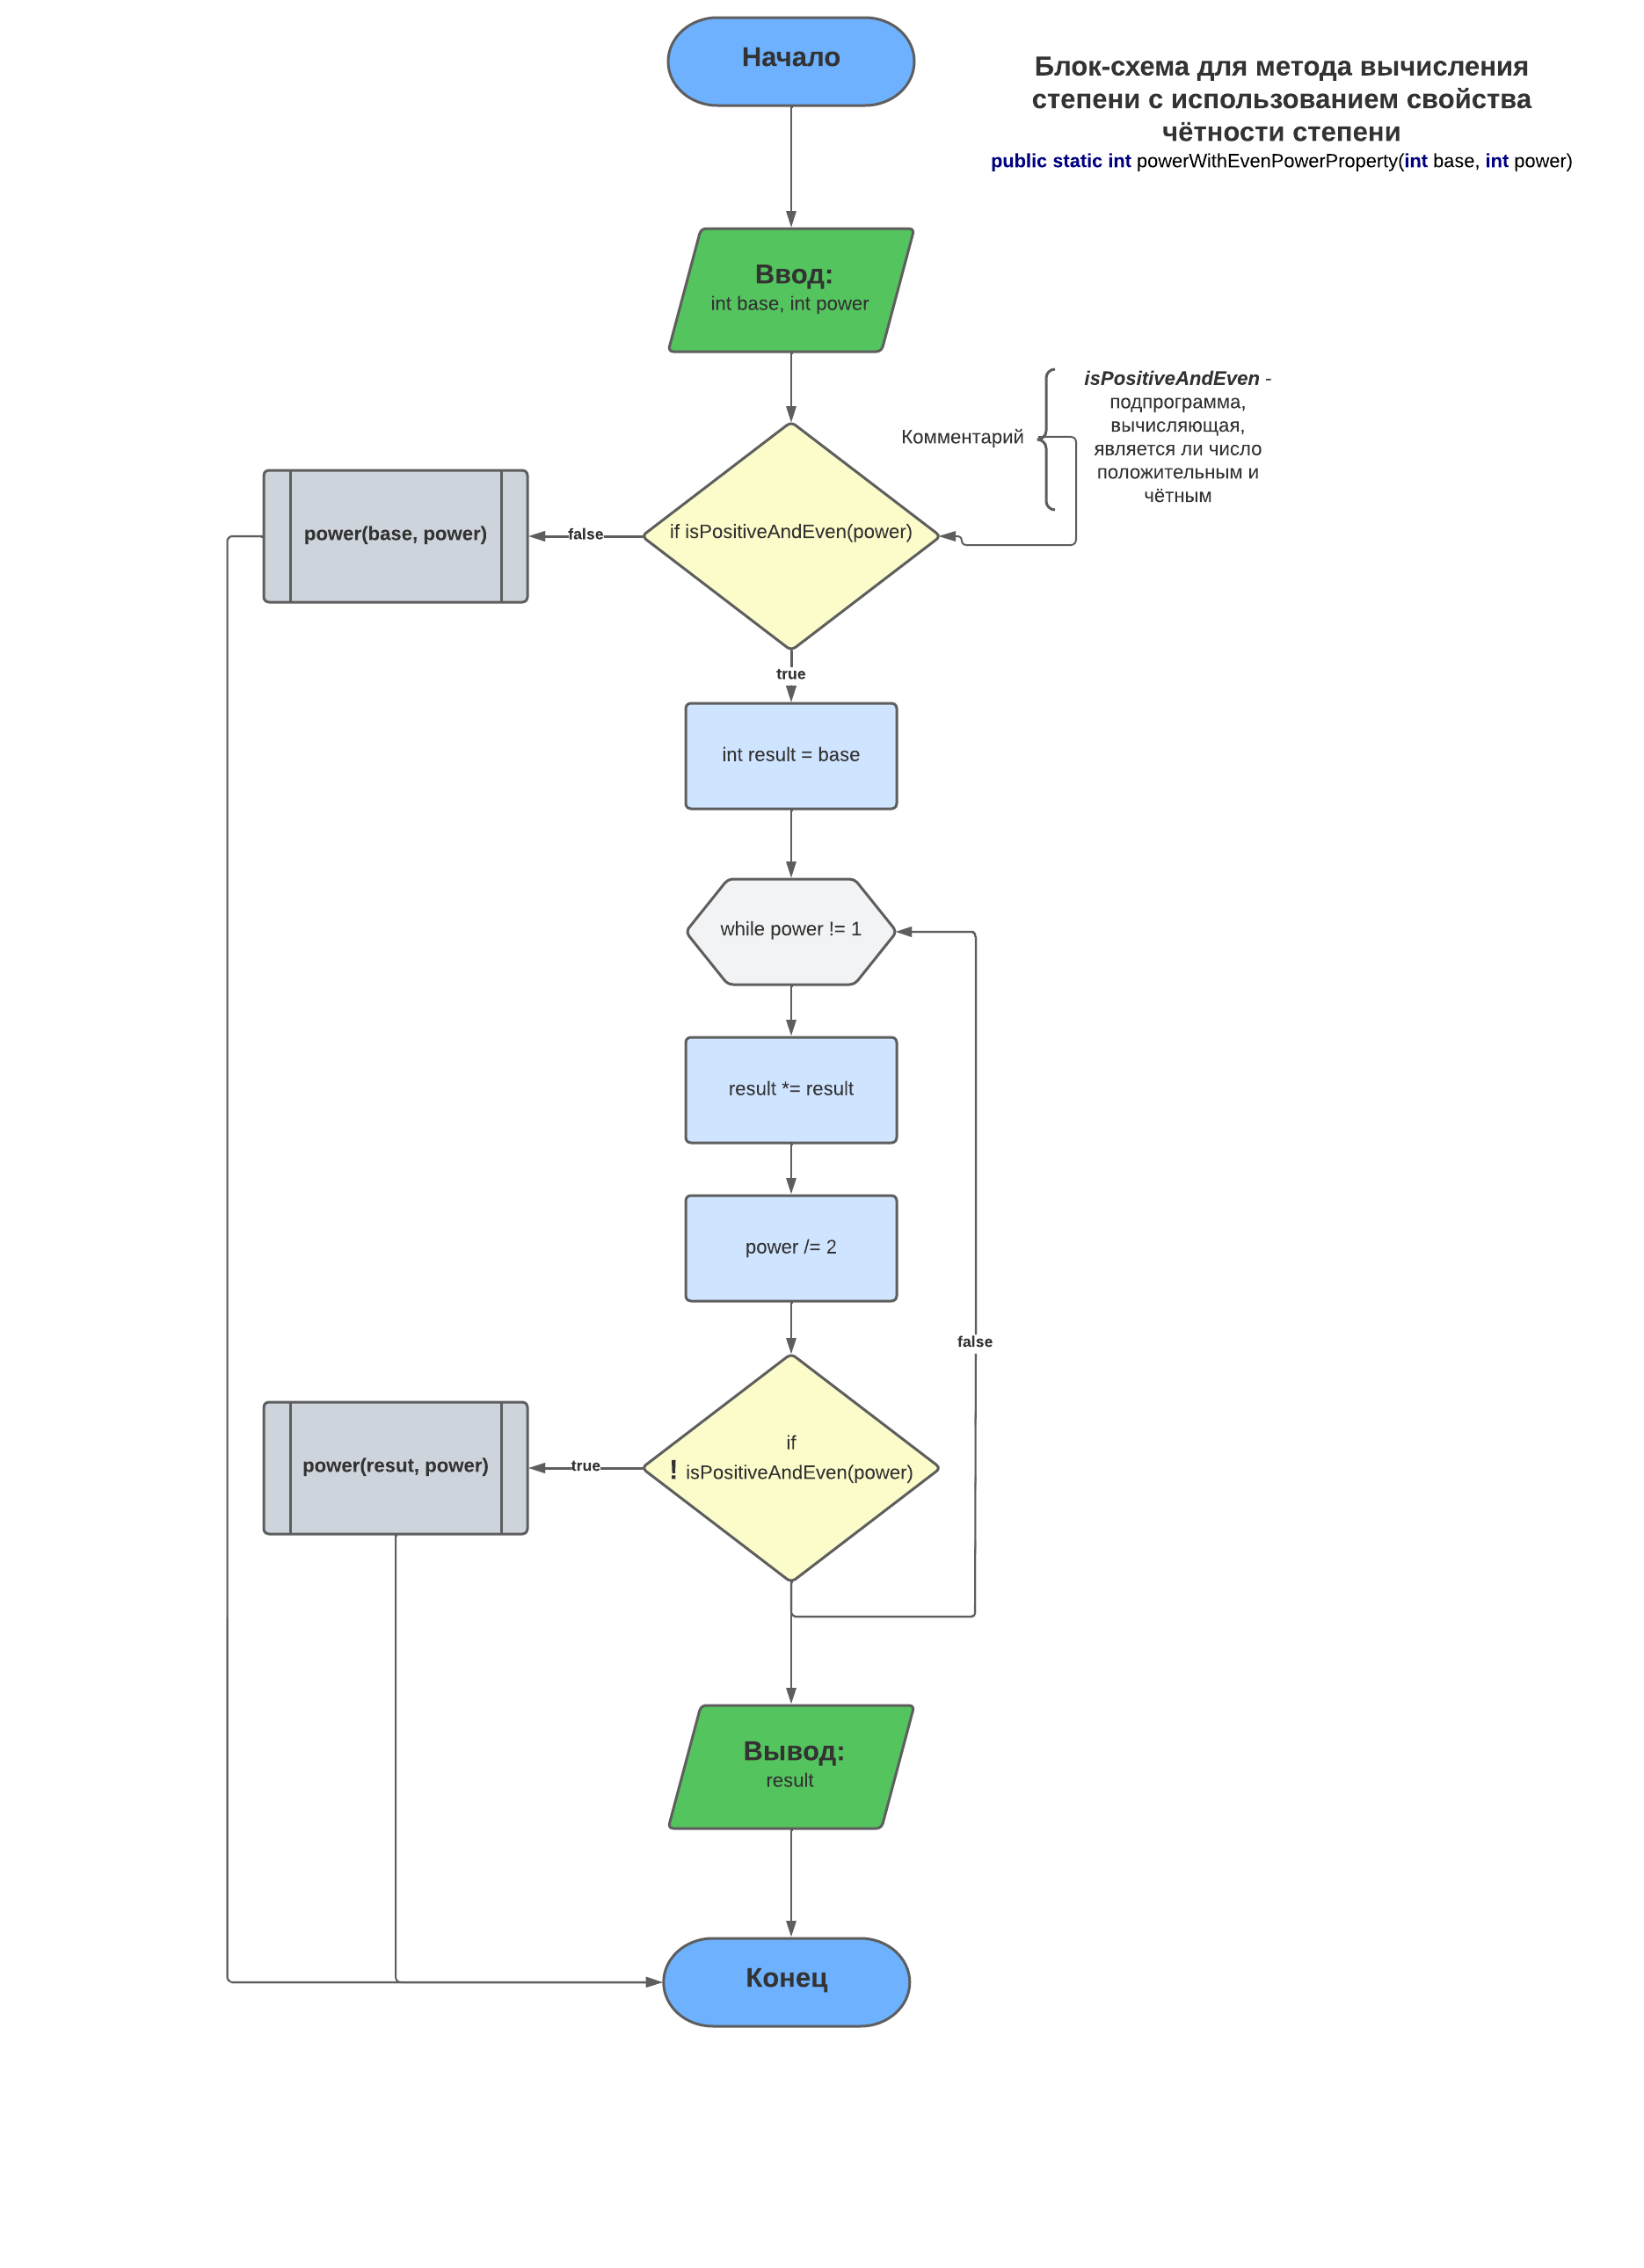 Начало
Блок-схема для метода вычисления
степени с использованием свойства
чётности степени
public static int powerWithEvenPowerProperty(int base, int power)
Ввод:
int base, int power
Комментарий
isPositiveAndEven -
подпрограмма,
вычисляющая,
является ли число
положительным и
чётным
power(base, power)
false
if isPositiveAndEven(power)
true
int result = base
while power != 1
result *= result
power /= 2
false
if
! isPositiveAndEven(power)
true
power(resut, power)
Вывод:
result
Конец